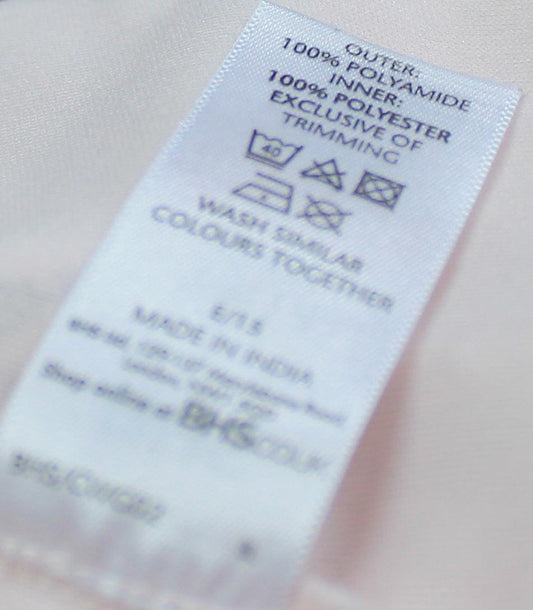 OUTER:
100% POLYAMIDE
INNER:
100% POLYESTER
EXCLUSIVE OF
TRIMMING
40
WASH SIMILAR
COLOURS TOGETHER
MADE IN INDIA
Shop online at BHS.CO.UK